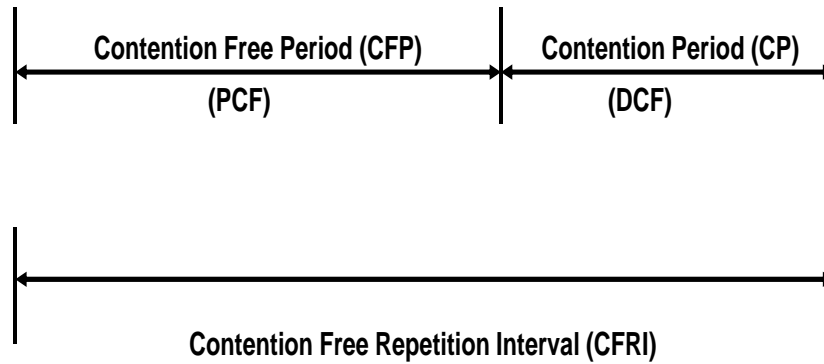 Contention Free Period (CFP) Contention Period (CP)
(PCF) (DCF)
Contention Free Repetition Interval (CFRI)